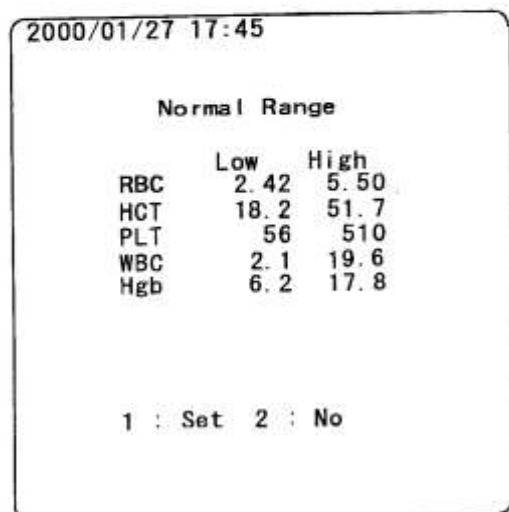 2000/01/27 17:45
Normal Range
Low High
RBC 2.42 5.50
HCT 18.2 51.7
PLT 56 510
WBC 2.1 19.6
Hgb 6.2 17.8
1 : Set 2 : No